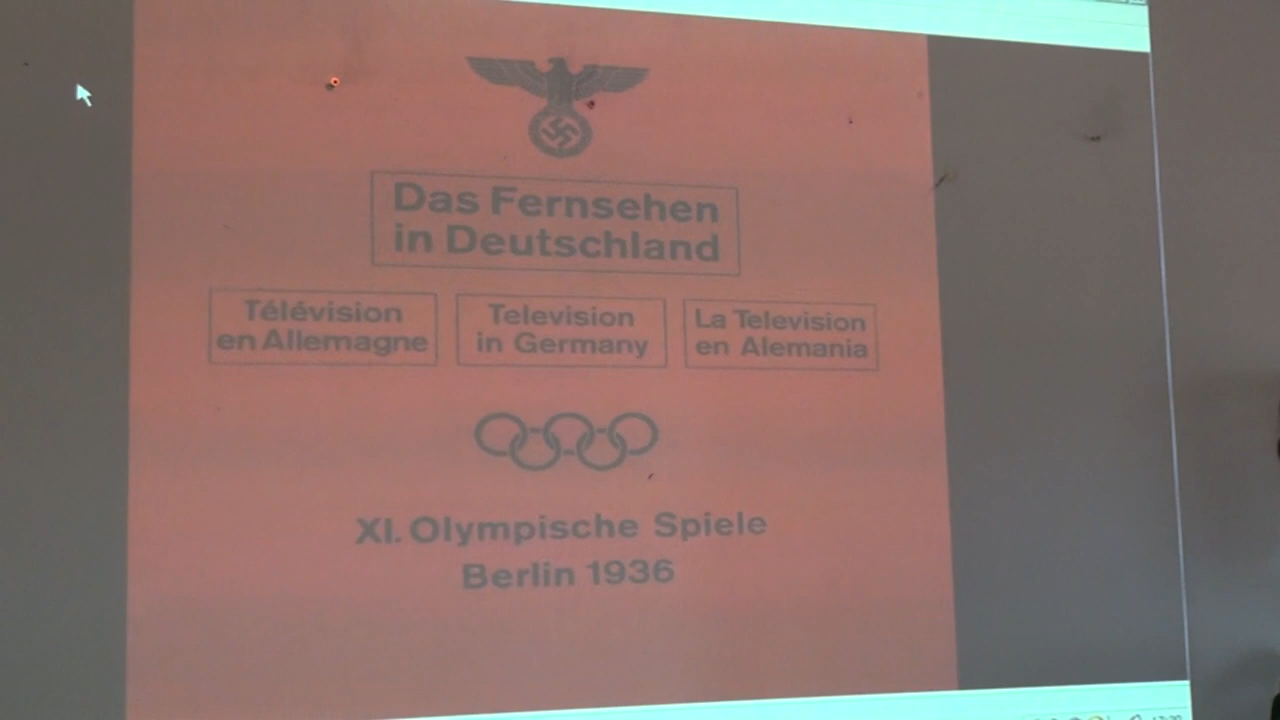 Das Fernsehen
in Deutschland
Télévision
en Allemagne
Television
in Germany
La Television
en Alemania
XI. Olympische Spiele
Berlin 1936